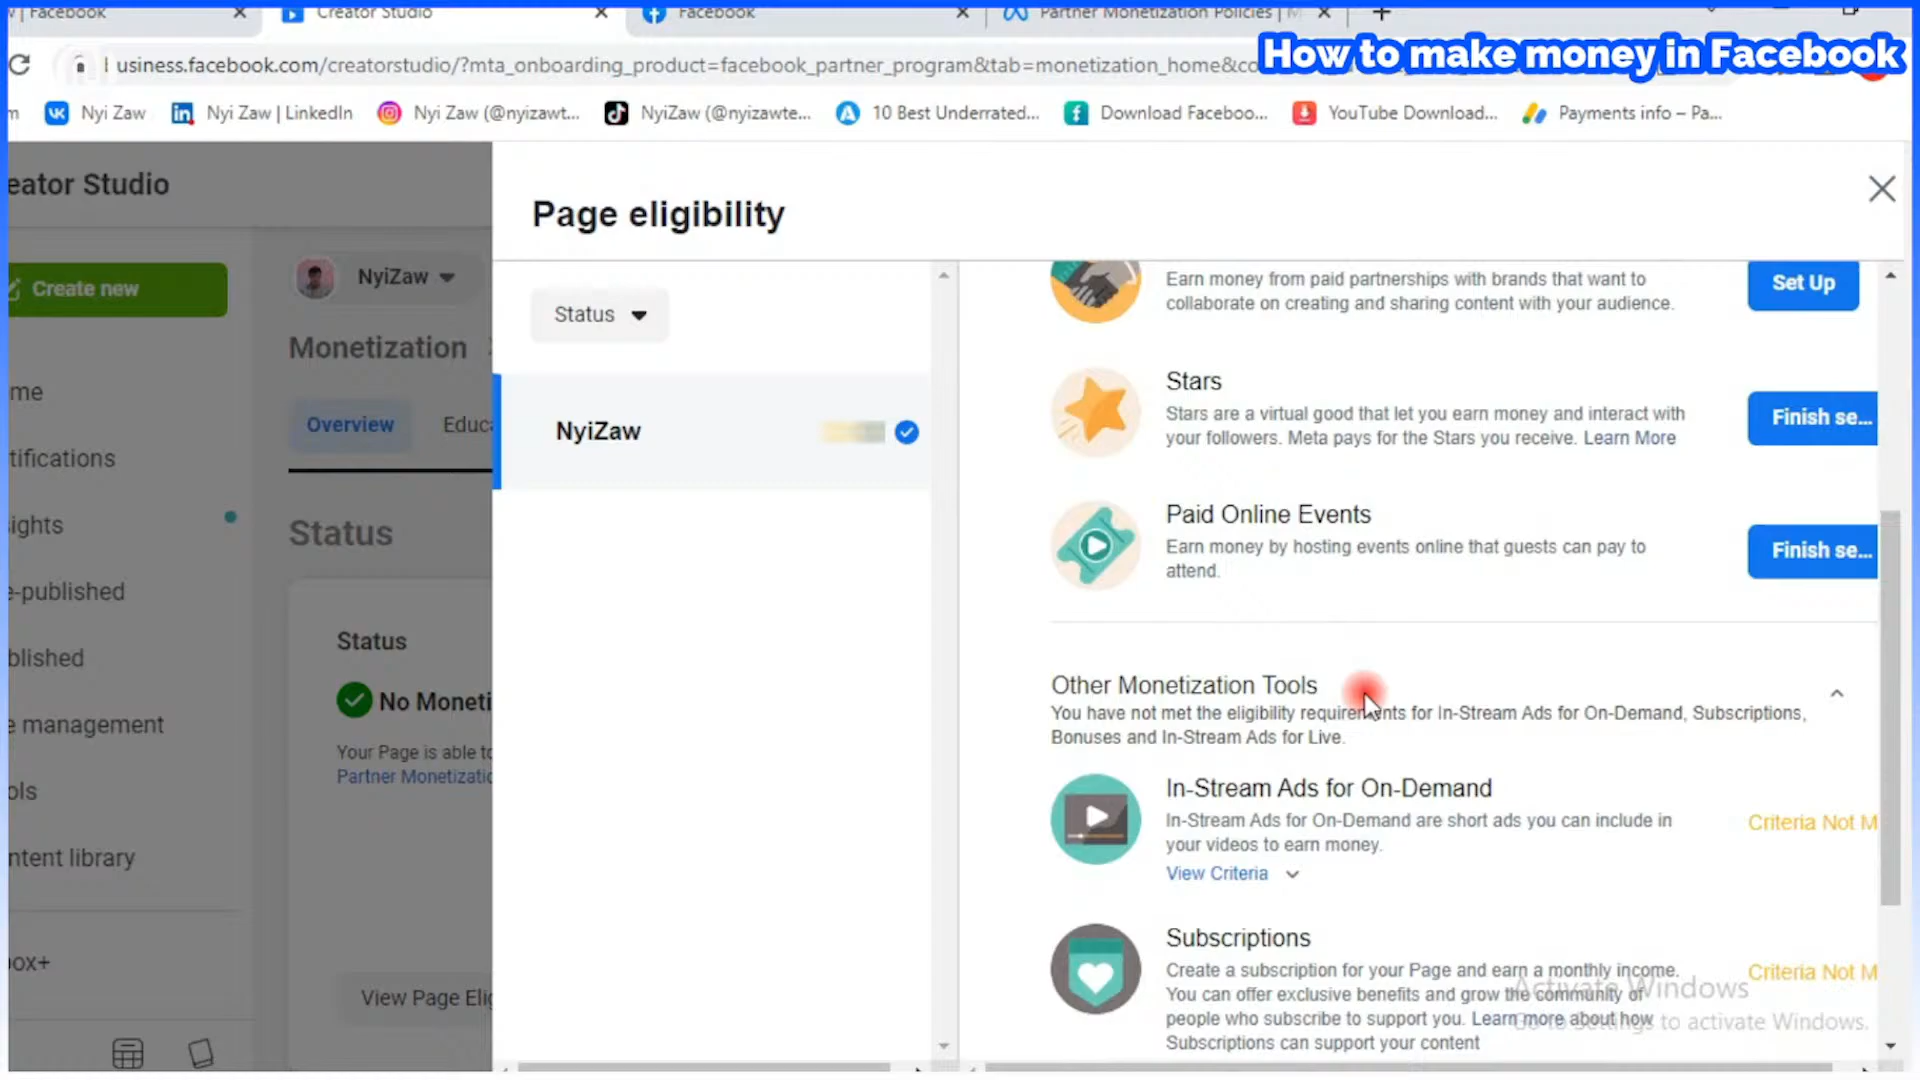 | Facebook
Creator Studio
Facebook
Partner Monetization Policies |
How to make money in Facebook
usiness.facebook.com/creatorstudio/?mta_onboarding_product=facebook_partner_program&tab=monetization_home&co
m
Nyi Zaw
Nyi Zaw | LinkedIn
Nyi Zaw (@nyizawt...
NyiZaw (@nyizawte...
10 Best Underrated...
Download Faceboo...
YouTube Download...
Payments info – Pa...
eator Studio
Page eligibility
Create new
NyiZaw
Monetization
Overview
Educa
Status
Status
No Moneti
Your Page is able to
Partner Monetizatio
View Page Elig
me
tifications
ights
e-published
blished
e management
ols
ntent library
box+
Status
NyiZaw
Earn money from paid partnerships with brands that want to
collaborate on creating and sharing content with your audience.
Set Up
Stars
Stars are a virtual good that let you earn money and interact with
your followers. Meta pays for the Stars you receive. Learn More
Finish se...
Paid Online Events
Earn money by hosting events online that guests can pay to
attend.
Finish se...
Other Monetization Tools
You have not met the eligibility requirements for In-Stream Ads for On-Demand, Subscriptions,
Bonuses and In-Stream Ads for Live.
In-Stream Ads for On-Demand
In-Stream Ads for On-Demand are short ads you can include in
your videos to earn money.
View Criteria
Criteria Not M
Subscriptions
Create a subscription for your Page and earn a monthly income.
You can offer exclusive benefits and grow the community of
people who subscribe to support you. Learn more about how
Subscriptions can support your content
Criteria Not M
Activate Windows
Go to Settings to activate Windows.